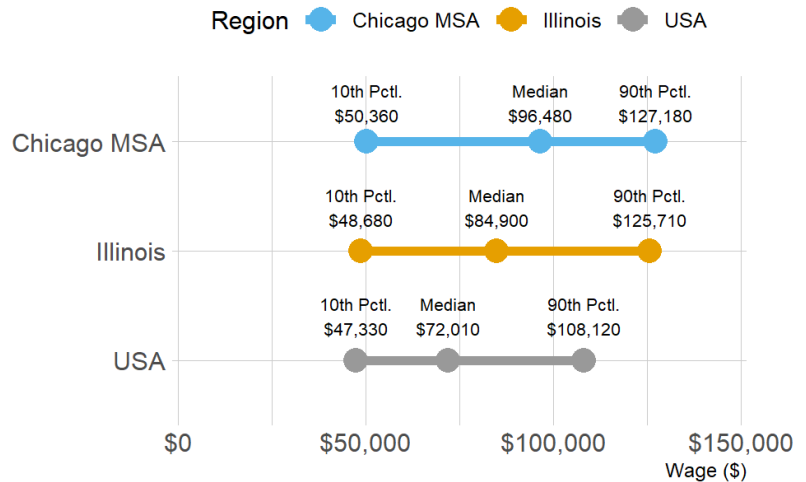 Region Chicago MSA Illinois USA
10th Pctl. Median 90th Pctl.
$50,360 $96,480 $127,180
Chicago MSA
10th Pctl. Median 90th Pctl.
$48,680 $84,900 $125,710
Illinois
10th Pctl. Median 90th Pctl.
$47,330 $72,010 $108,120
USA
$0 $50,000 $100,000 $150,000
Wage ($)